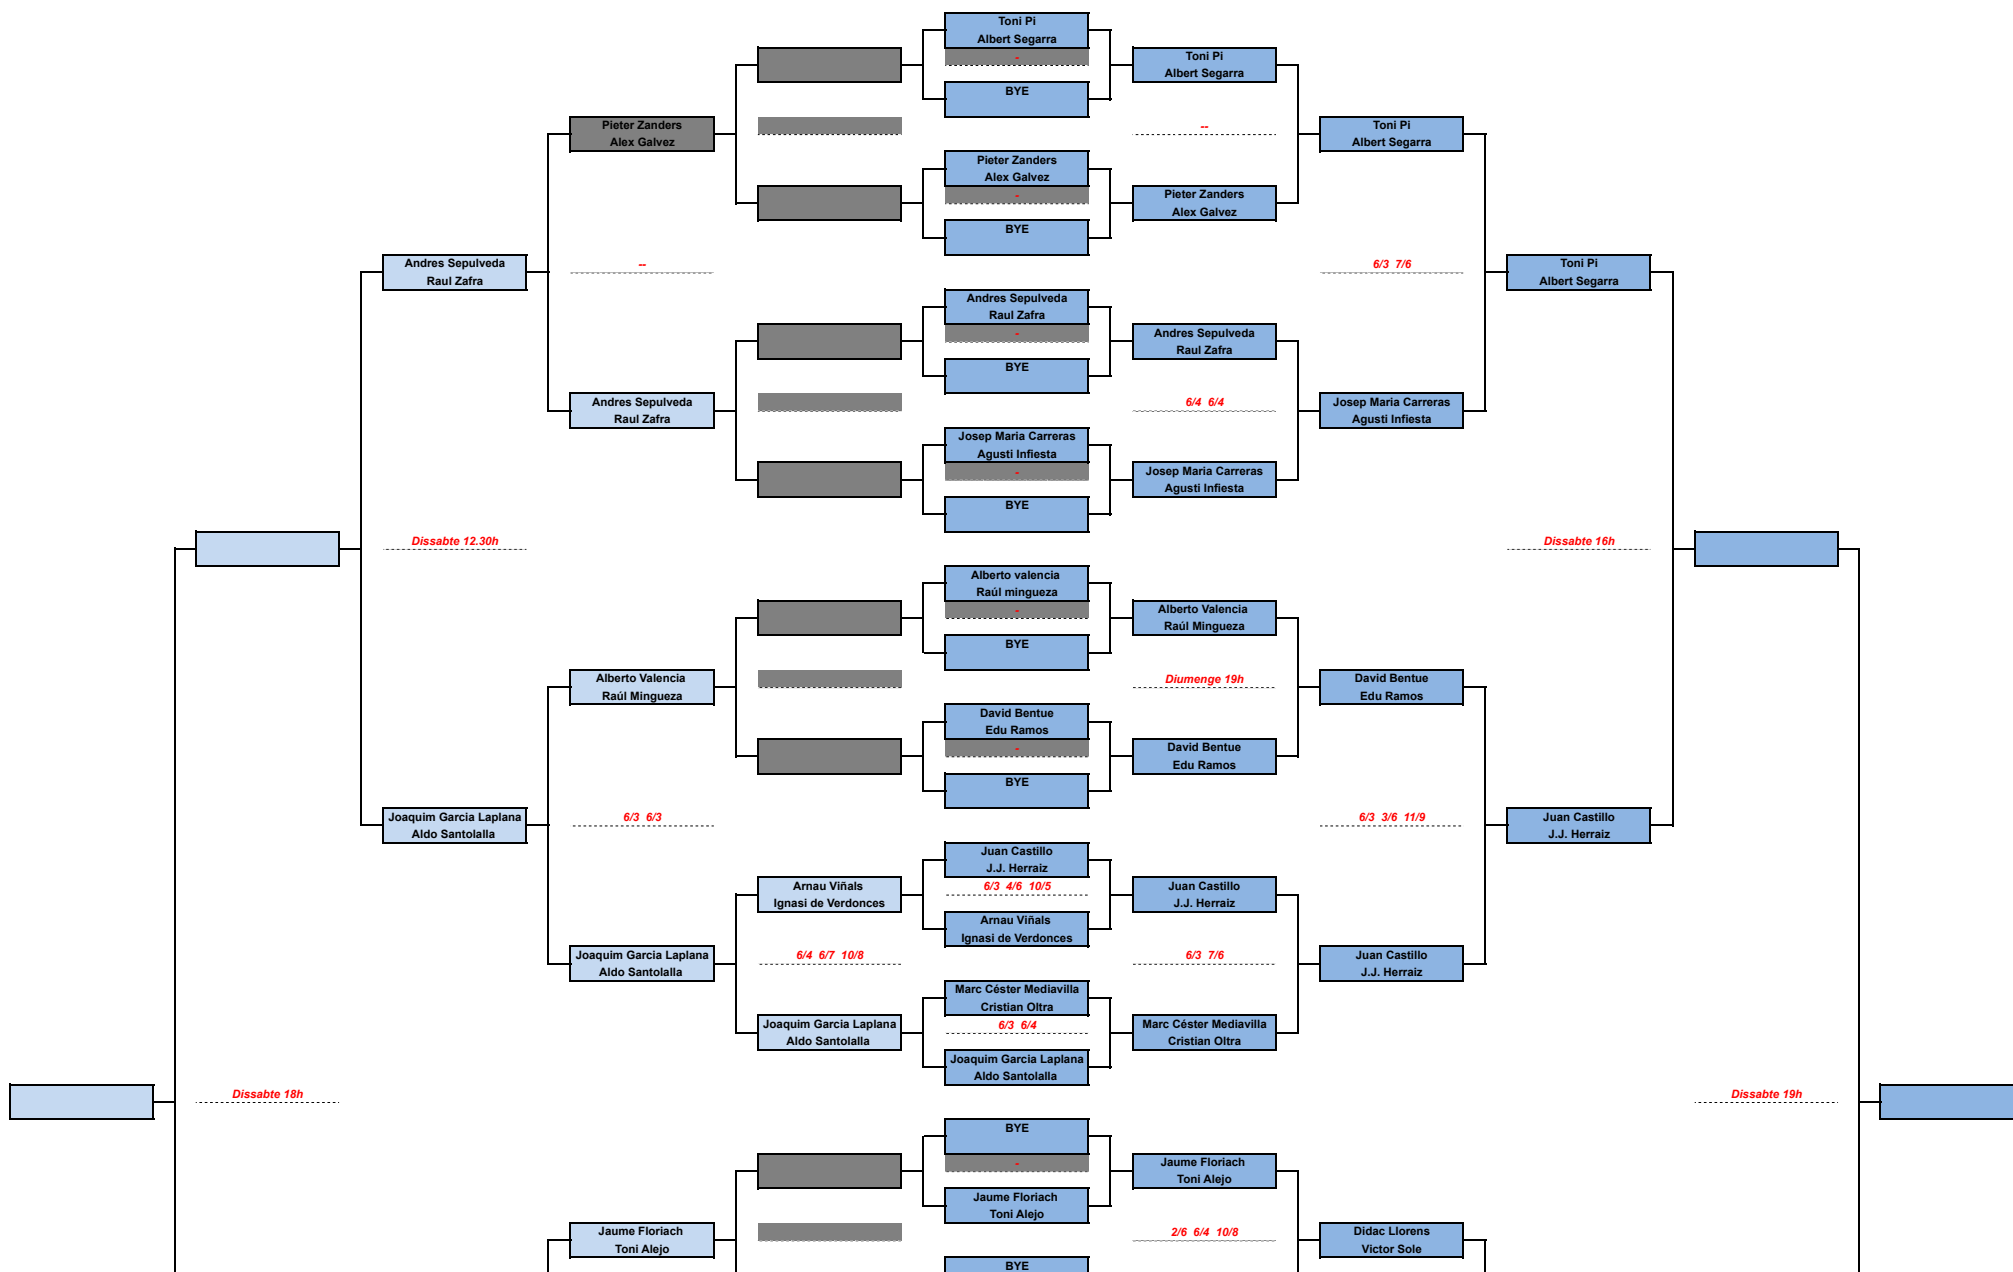 Toni Pi
Albert Segarra
-
Toni Pi
Albert Segarra
BYE
Pieter Zanders
Alex Galvez
--
Toni Pi
Albert Segarra
Pieter Zanders
Alex Galvez
-
Pieter Zanders
Alex Galvez
BYE
Andres Sepulveda
Raul Zafra
--
6/3 7/6
Toni Pi
Albert Segarra
Andres Sepulveda
Raul Zafra
-
Andres Sepulveda
Raul Zafra
BYE
Andres Sepulveda
Raul Zafra
6/4 6/4
Josep Maria Carreras
Agusti Infiesta
Josep Maria Carreras
Agusti Infiesta
-
Josep Maria Carreras
Agusti Infiesta
BYE
Dissabte 12.30h
Dissabte 16h
Alberto valencia
Raúl mingueza
-
Alberto Valencia
Raúl Mingueza
BYE
Alberto Valencia
Raúl Mingueza
Diumenge 19h
David Bentue
Edu Ramos
David Bentue
Edu Ramos
-
David Bentue
Edu Ramos
BYE
Joaquim Garcia Laplana
Aldo Santolalla
6/3 6/3
6/3 3/6 11/9
Juan Castillo
J.J. Herraiz
Juan Castillo
J.J. Herraiz
Arnau Viñals
Ignasi de Verdonces
6/3 4/6 10/5
Juan Castillo
J.J. Herraiz
Arnau Viñals
Ignasi de Verdonces
Joaquim Garcia Laplana
Aldo Santolalla
6/4 6/7 10/8
6/3 7/6
Juan Castillo
J.J. Herraiz
Marc Céster Mediavilla
Cristian Oltra
Joaquim Garcia Laplana
Aldo Santolalla
6/3 6/4
Marc Céster Mediavilla
Cristian Oltra
Joaquim Garcia Laplana
Aldo Santolalla
Dissabte 18h
Dissabte 19h
BYE
-
Jaume Floriach
Toni Alejo
Jaume Floriach
Toni Alejo
Jaume Floriach
Toni Alejo
2/6 6/4 10/8
Didac Llorens
Victor Sole
BYE